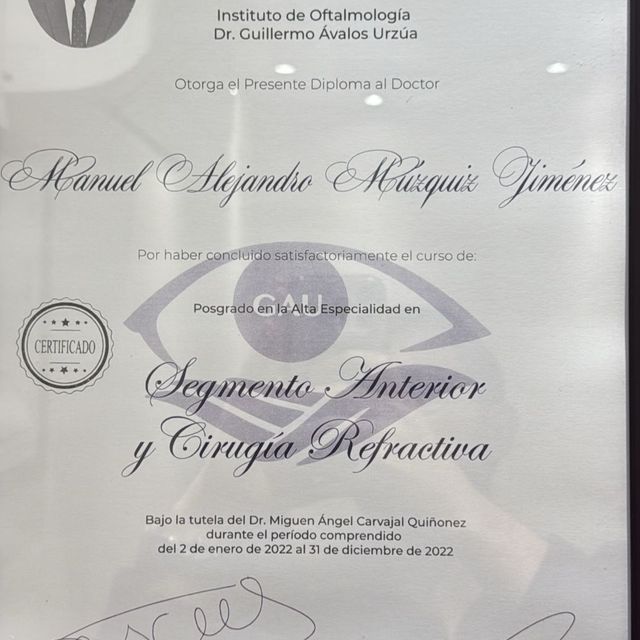 Instituto de Oftalmología
Dr. Guillermo Ávalos Urzúa
Otorga el Presente Diploma al Doctor
Manuel Alejandro Múzquiz Jiménez
Por haber concluido satisfactoriamente el curso de:
GAU
Posgrado en la Alta Especialidad en
CERTIFICADO
Segmento Anterior
y Cirugía Refractiva
Bajo la tutela del Dr. Miguen Ángel Carvajal Quiñonez
durante el período comprendido
del 2 de enero de 2022 al 31 de diciembre de 2022